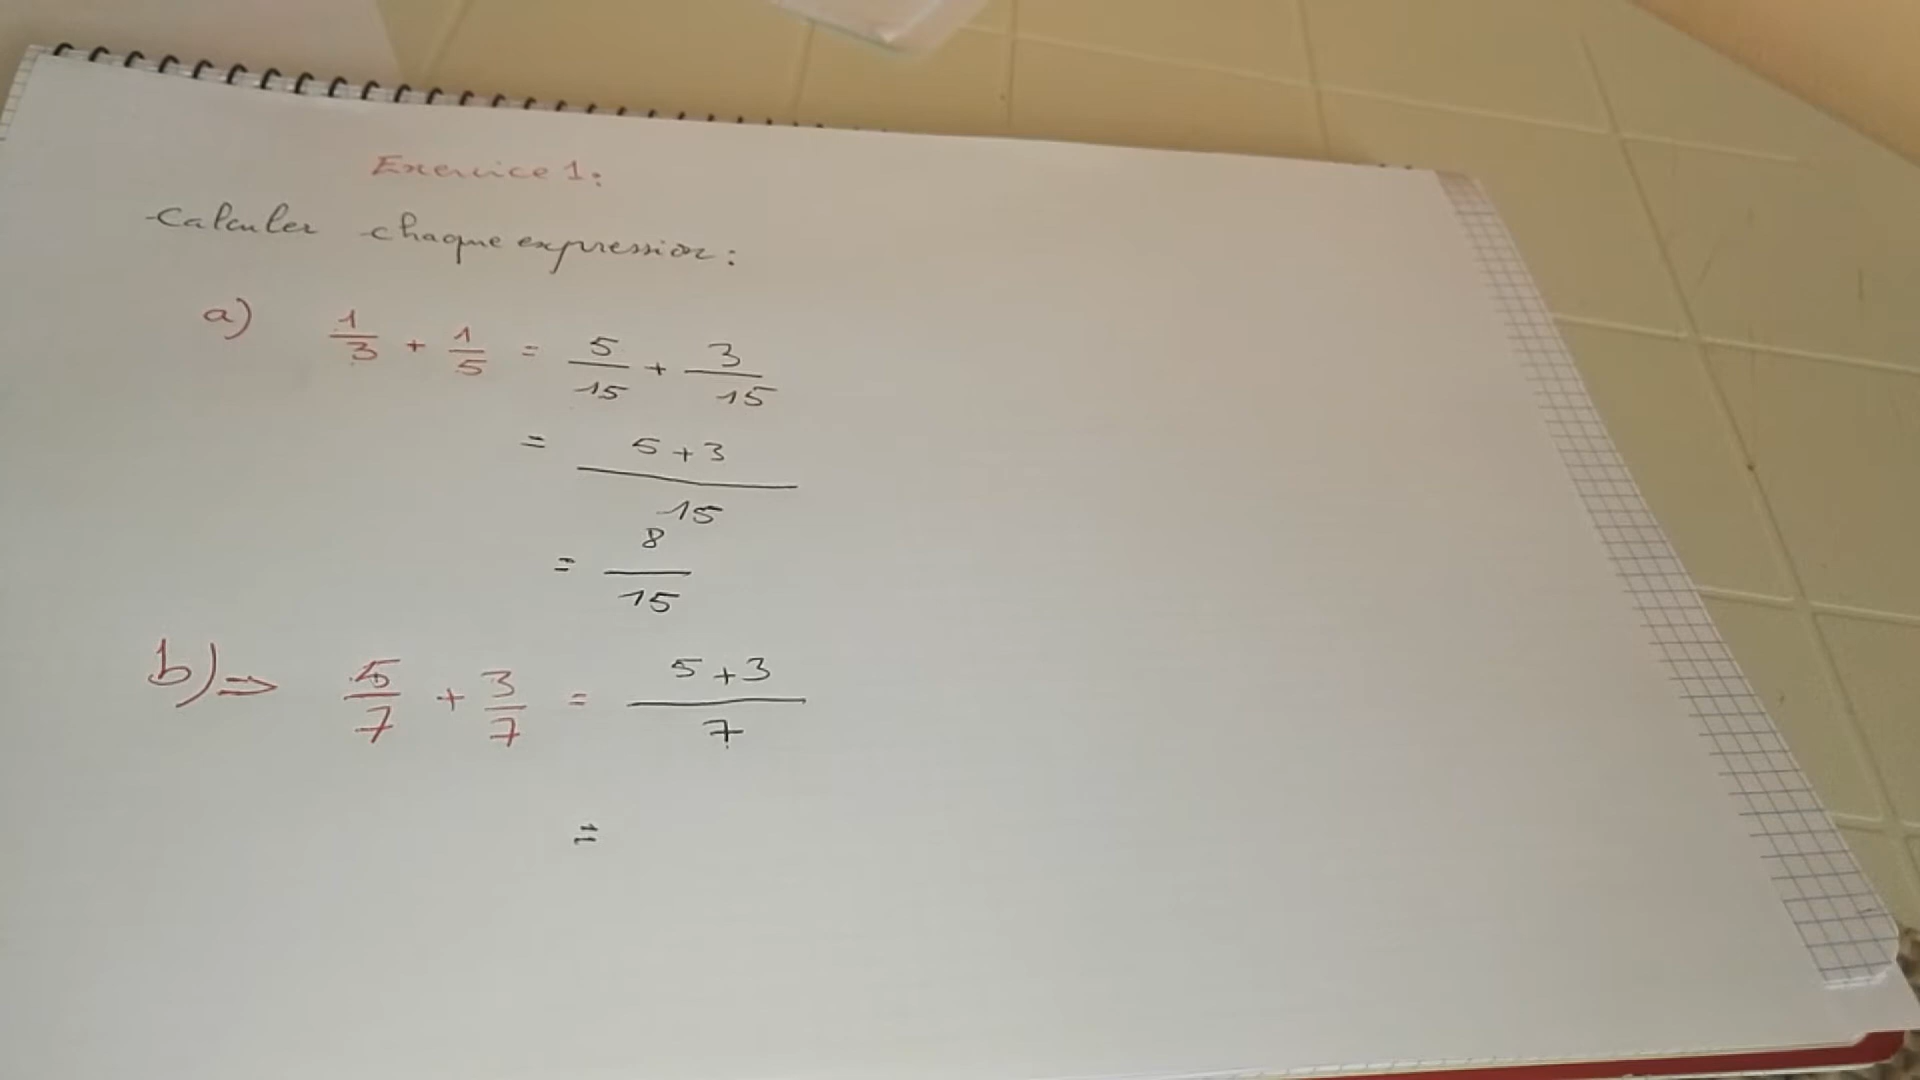 Exercice 1:
Calculer chaque expression:
a) 1/3 + 1/5 = 5/15 + 3/15
= 5+3/15
= 8/15
b) ⇒ 5/7 + 3/7 = 5+3/7
=